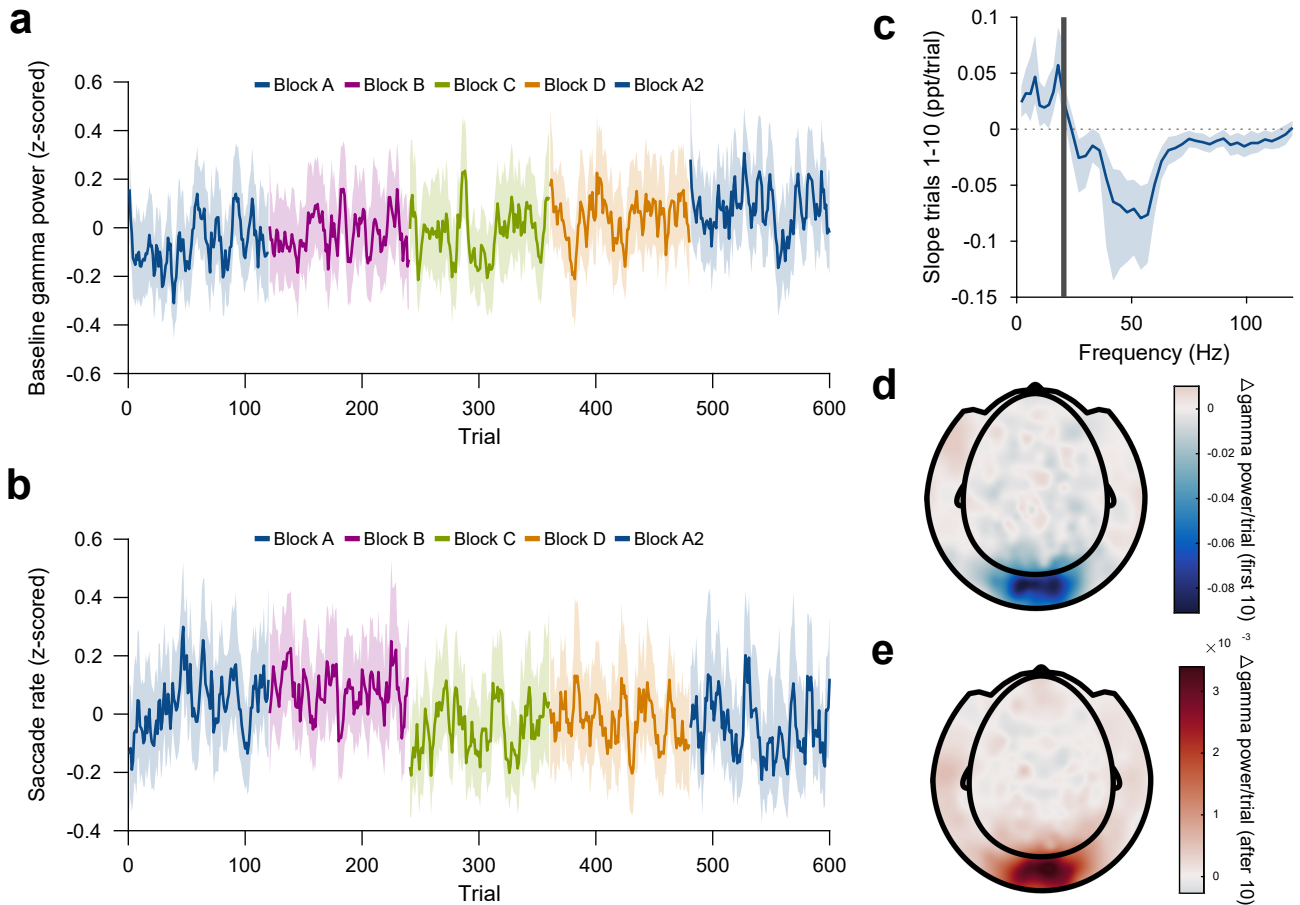 a
Baseline gamma power (z-scored)
Block A Block B Block C Block D Block A2
0.6
0.4
0.2
0
-0.2
-0.4
-0.6
0 100 200 300 400 500 600
Trial
b
Saccade rate (z-scored)
Block A Block B Block C Block D Block A2
0.6
0.4
0.2
0
-0.2
-0.4
0 100 200 300 400 500 600
Trial
c
Slope trials 1-10 (ppt/trial)
0.1
0.05
0
-0.05
-0.1
-0.15
0 50 100
Frequency (Hz)
d
0
-0.02
-0.04
-0.06
-0.08
△gamma power/trial (first 10)
e
×10 -3
3
2
1
0
△gamma power/trial (after 10)